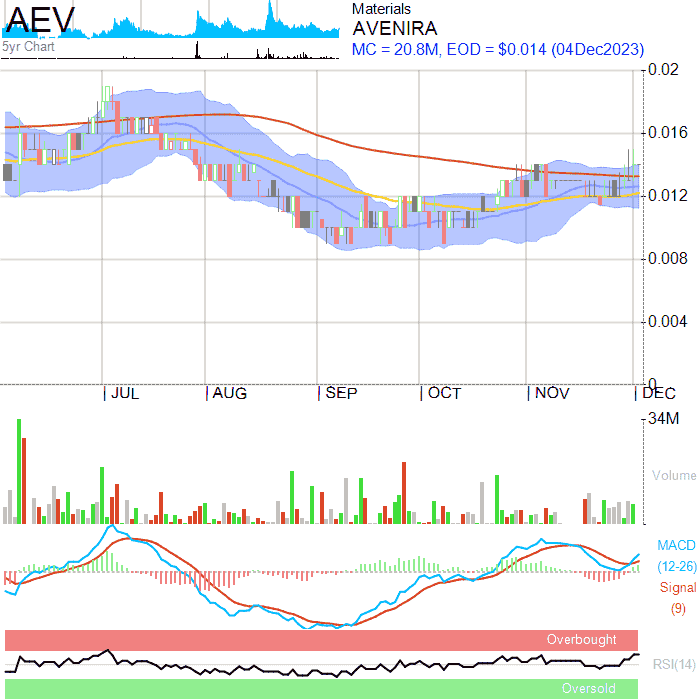 AEV
5yr Chart
Materials
AVENIRA
MC = 20.8M, EOD = $0.014 (04Dec2023)
0.02
0.016
0.012
0.008
0.004
0
JUL
AUG
SEP
OCT
NOV
DEC
34M
Volume
MACD
(12-26)
Signal
(9)
Overbought
RSI(14)
Oversold